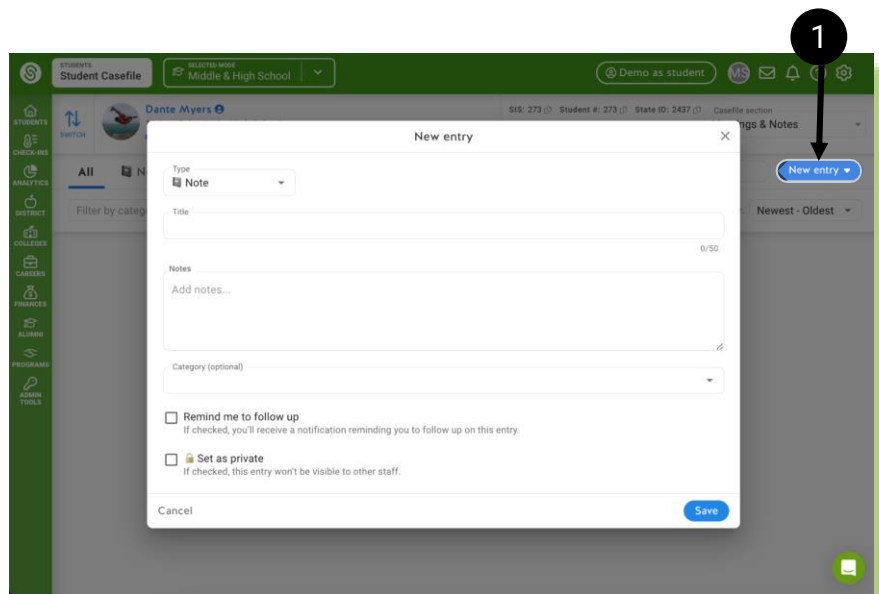 1
STUDENTS
Student Casefile
SELECTED MODE
Middle & High School
Demo as student
MS
STUDENTS
CHECK-INS
ANALYTICS
DISTRICT
COLLEGES
CAREERS
FINANCES
ALUMNI
PROGRAMS
ADMIN
TOOLS
SWITCH
Dante Myers
SIS: 273 Student #: 273 State ID: 2437
Casefile section
ngs & Notes
All N
New entry
Filter by categ
Newest - Oldest
New entry
Type
Note
Title
0/50
Notes
Add notes...
Category (optional)
Remind me to follow up
If checked, you'll receive a notification reminding you to follow up on this entry.
Set as private
If checked, this entry won't be visible to other staff.
Cancel
Save